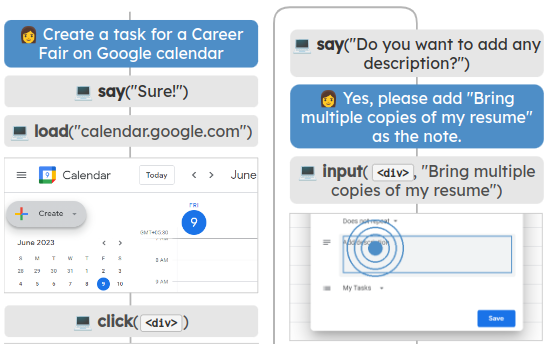 Create a task for a Career
Fair on Google calendar
say("Sure!")
load("calendar.google.com")
Calendar
Today
June
Create
FRI
9
GMT+05:30
June 2023
S M T W T F S
28 29 30 31 1 2 3
4 5 6 7 8 9 10
8 AM
click( <div> )
say("Do you want to add any
description?")
Yes, please add "Bring
multiple copies of my resume"
as the note.
input( <div>, "Bring multiple
copies of my resume")
Does not repeat
Add description
My Tasks
Save